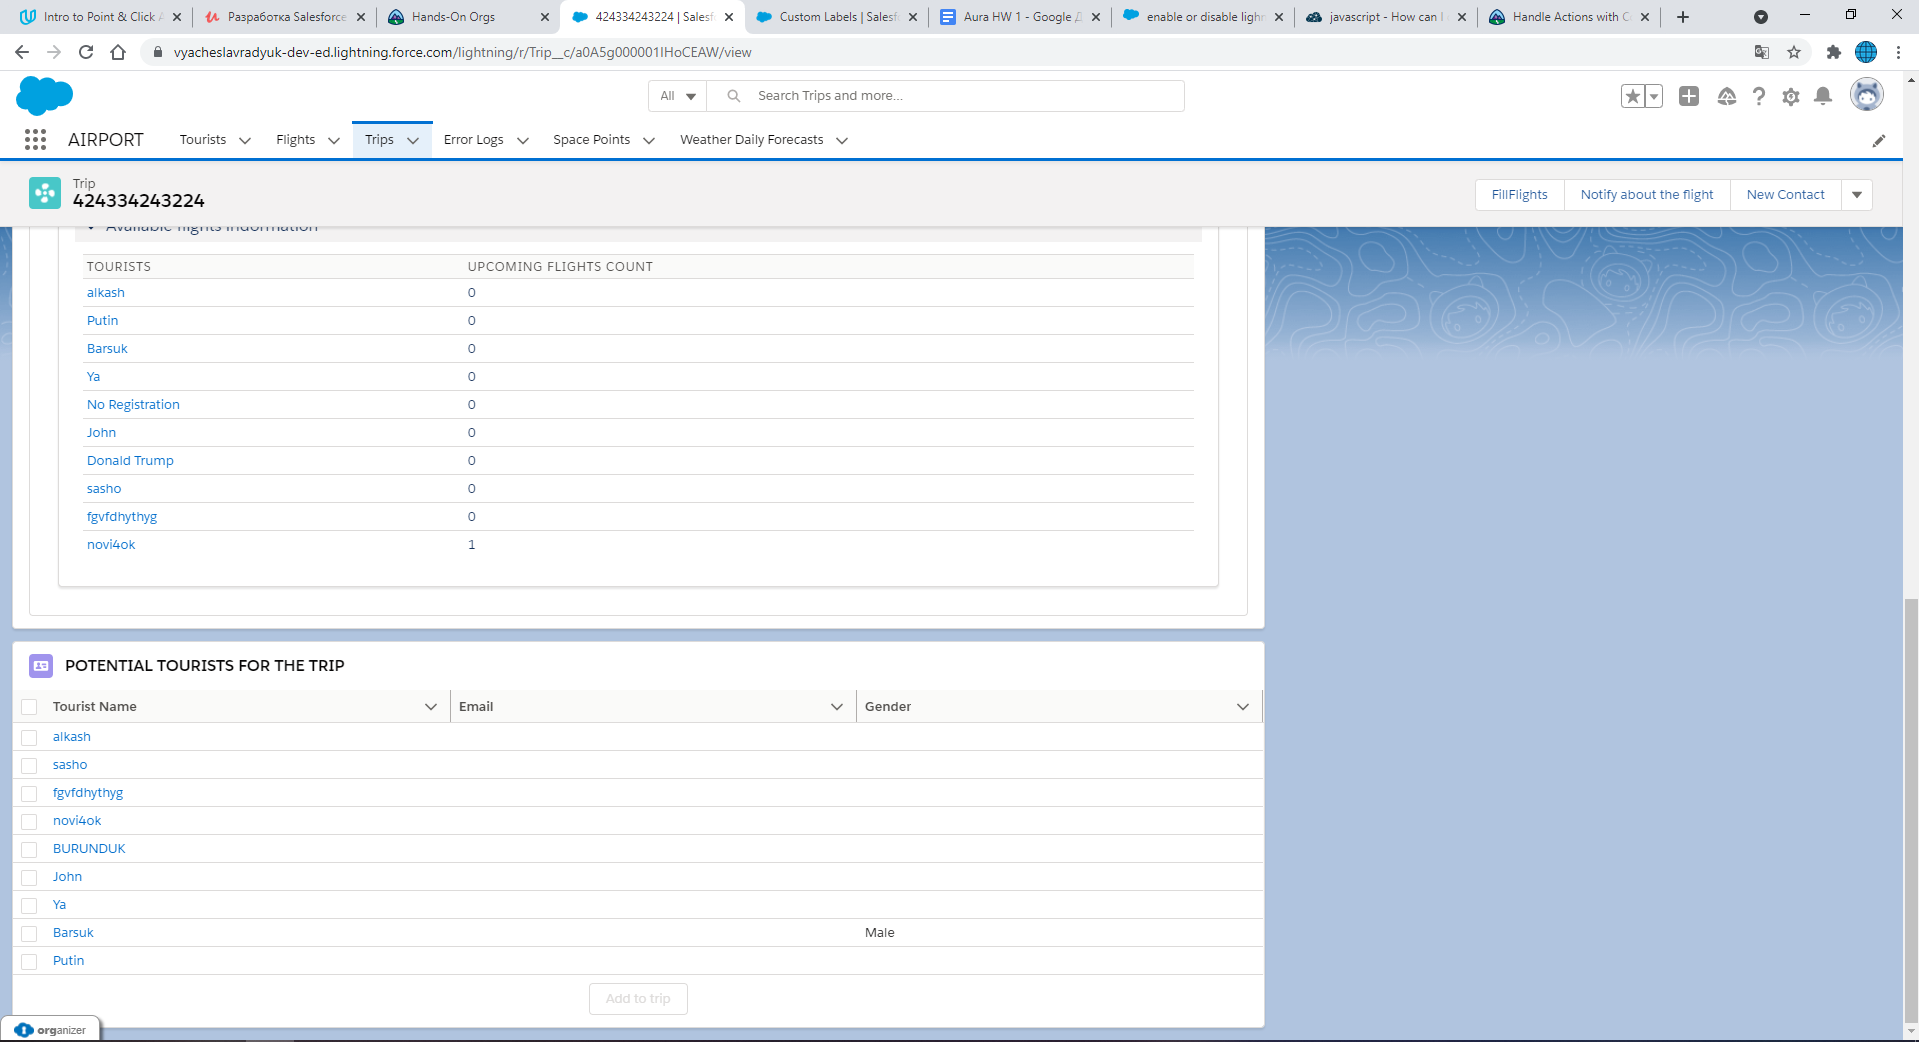 Intro to Point & Click
Разработка Salesforce
Hands-On Orgs
424334243224 | Salesf
Custom Labels | Salesf
Aura HW 1 - Google
enable or disable lightn
javascript - How can I
Handle Actions with C
vyacheslavradyuk-dev-ed.lightning.force.com/lightning/r/Trip__c/a0A5g000001IHoCEAW/view
All
Search Trips and more...
AIRPORT
Tourists
Flights
Trips
Error Logs
Space Points
Weather Daily Forecasts
Trip
424334243224
FillFlights
Notify about the flight
New Contact
Available flights indormation
TOURISTS UPCOMING FLIGHTS COUNT
alkash 0
Putin 0
Barsuk 0
Ya 0
No Registration 0
John 0
Donald Trump 0
sasho 0
fgvfdhythyg 0
novi4ok 1
POTENTIAL TOURISTS FOR THE TRIP
Tourist Name Email Gender
alkash
sasho
fgvfdhythyg
novi4ok
BURUNDUK
John
Ya
Barsuk Male
Putin
Add to trip
organizer